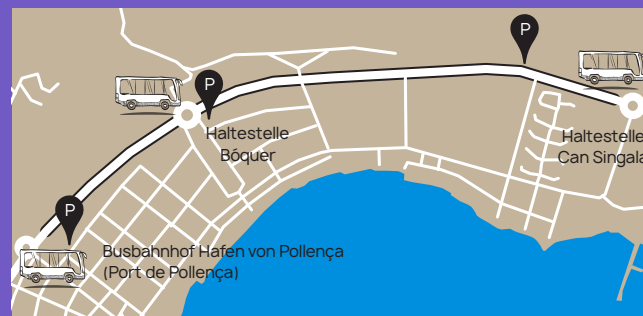 P
P
Haltestelle
Bóquer
Haltestelle
Can Singala
P
Busbahnhof Hafen von Pollença
(Port de Pollença)